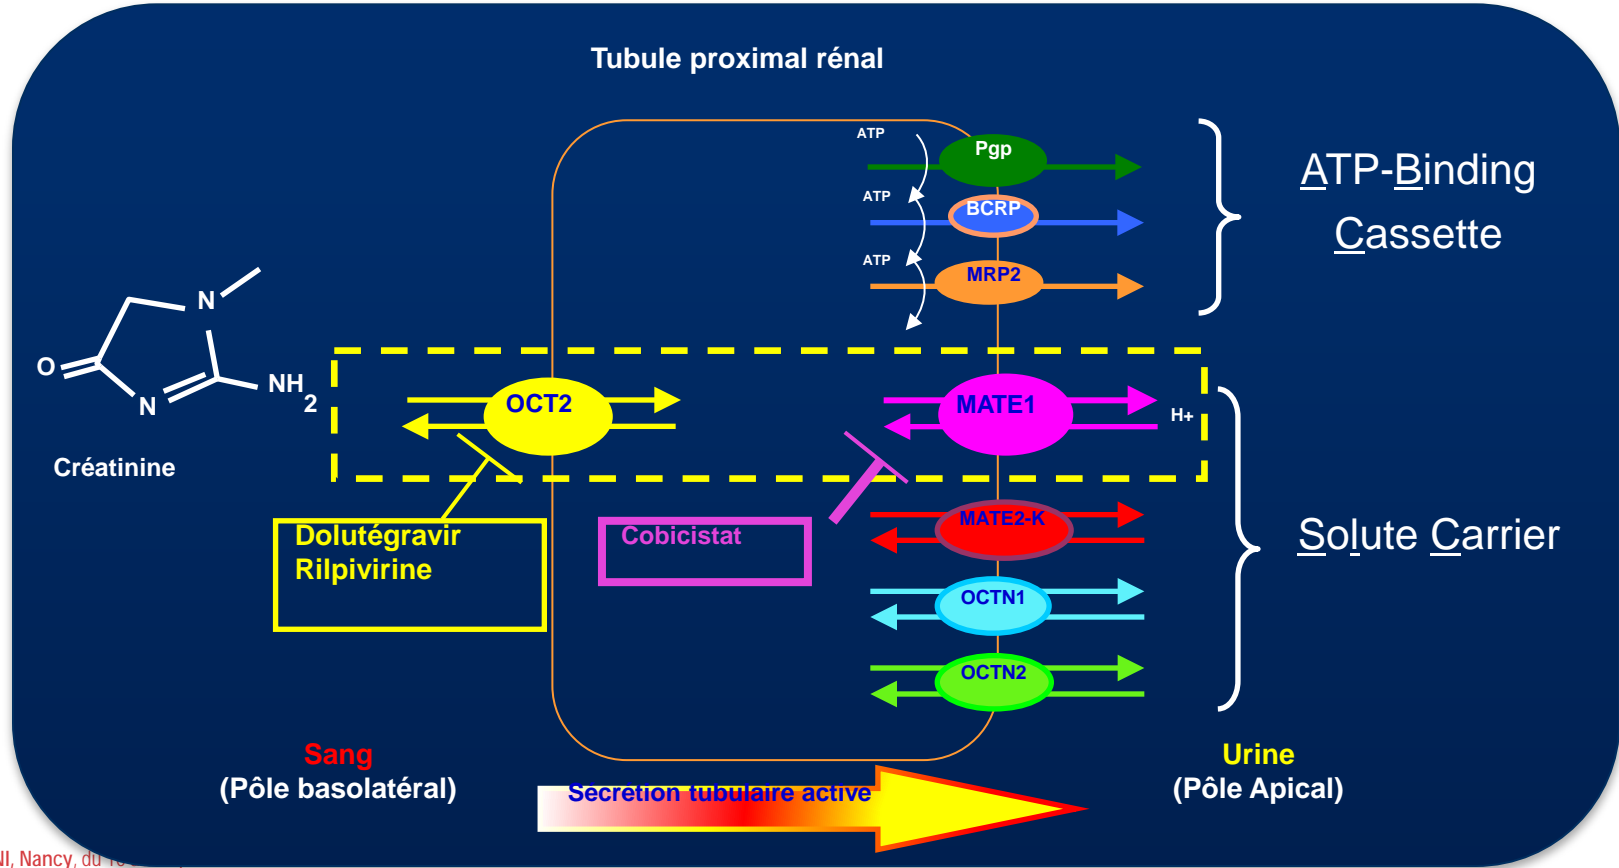 Tubule proximal rénal
ATP
Pgp
ATP
BCRP
ATP
MRP2
ATP-Binding
Cassette
N
O
N
NH
2
Créatinine
OCT2
MATE1
H+
Dolutégravir
Rilpivirine
Cobicistat
MATE2-K
OCTN1
OCTN2
Solute Carrier
Sang
(Pôle basolatéral)
Sécrétion tubulaire active
Urine
(Pôle Apical)
Nancy, du